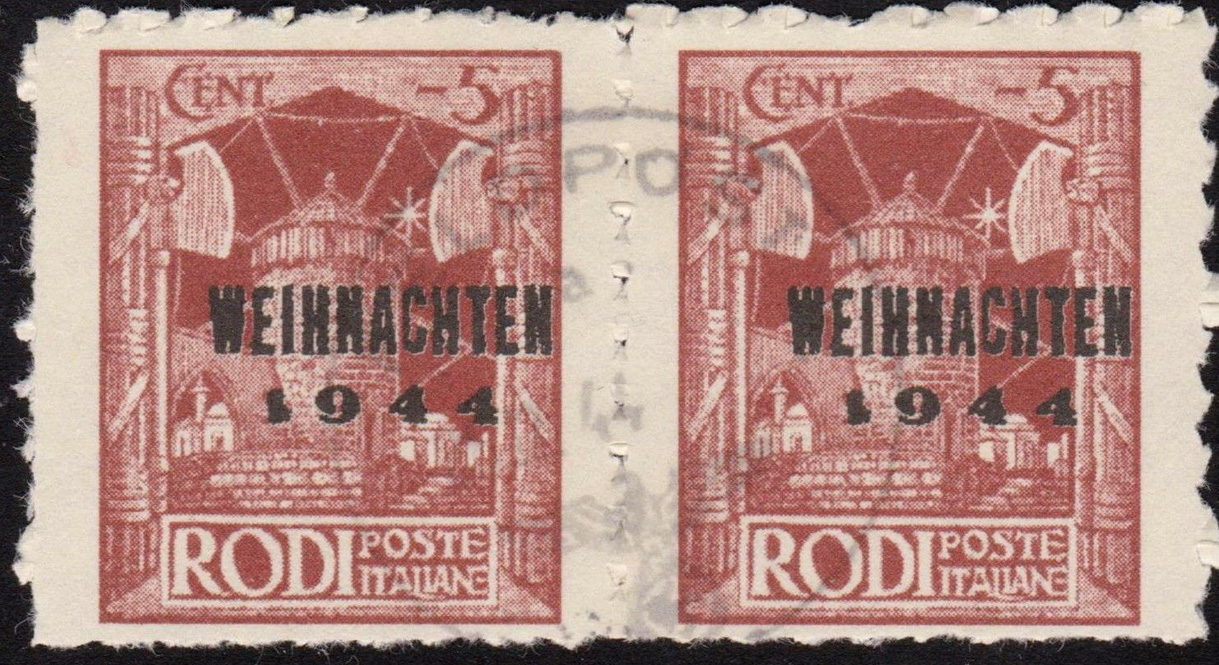 CENT. -5
WEIHNACHTEN
1944
RODI POSTE
ITALIANE
CENT. -5
WEIHNACHTEN
1944
RODI POSTE
ITALIANE